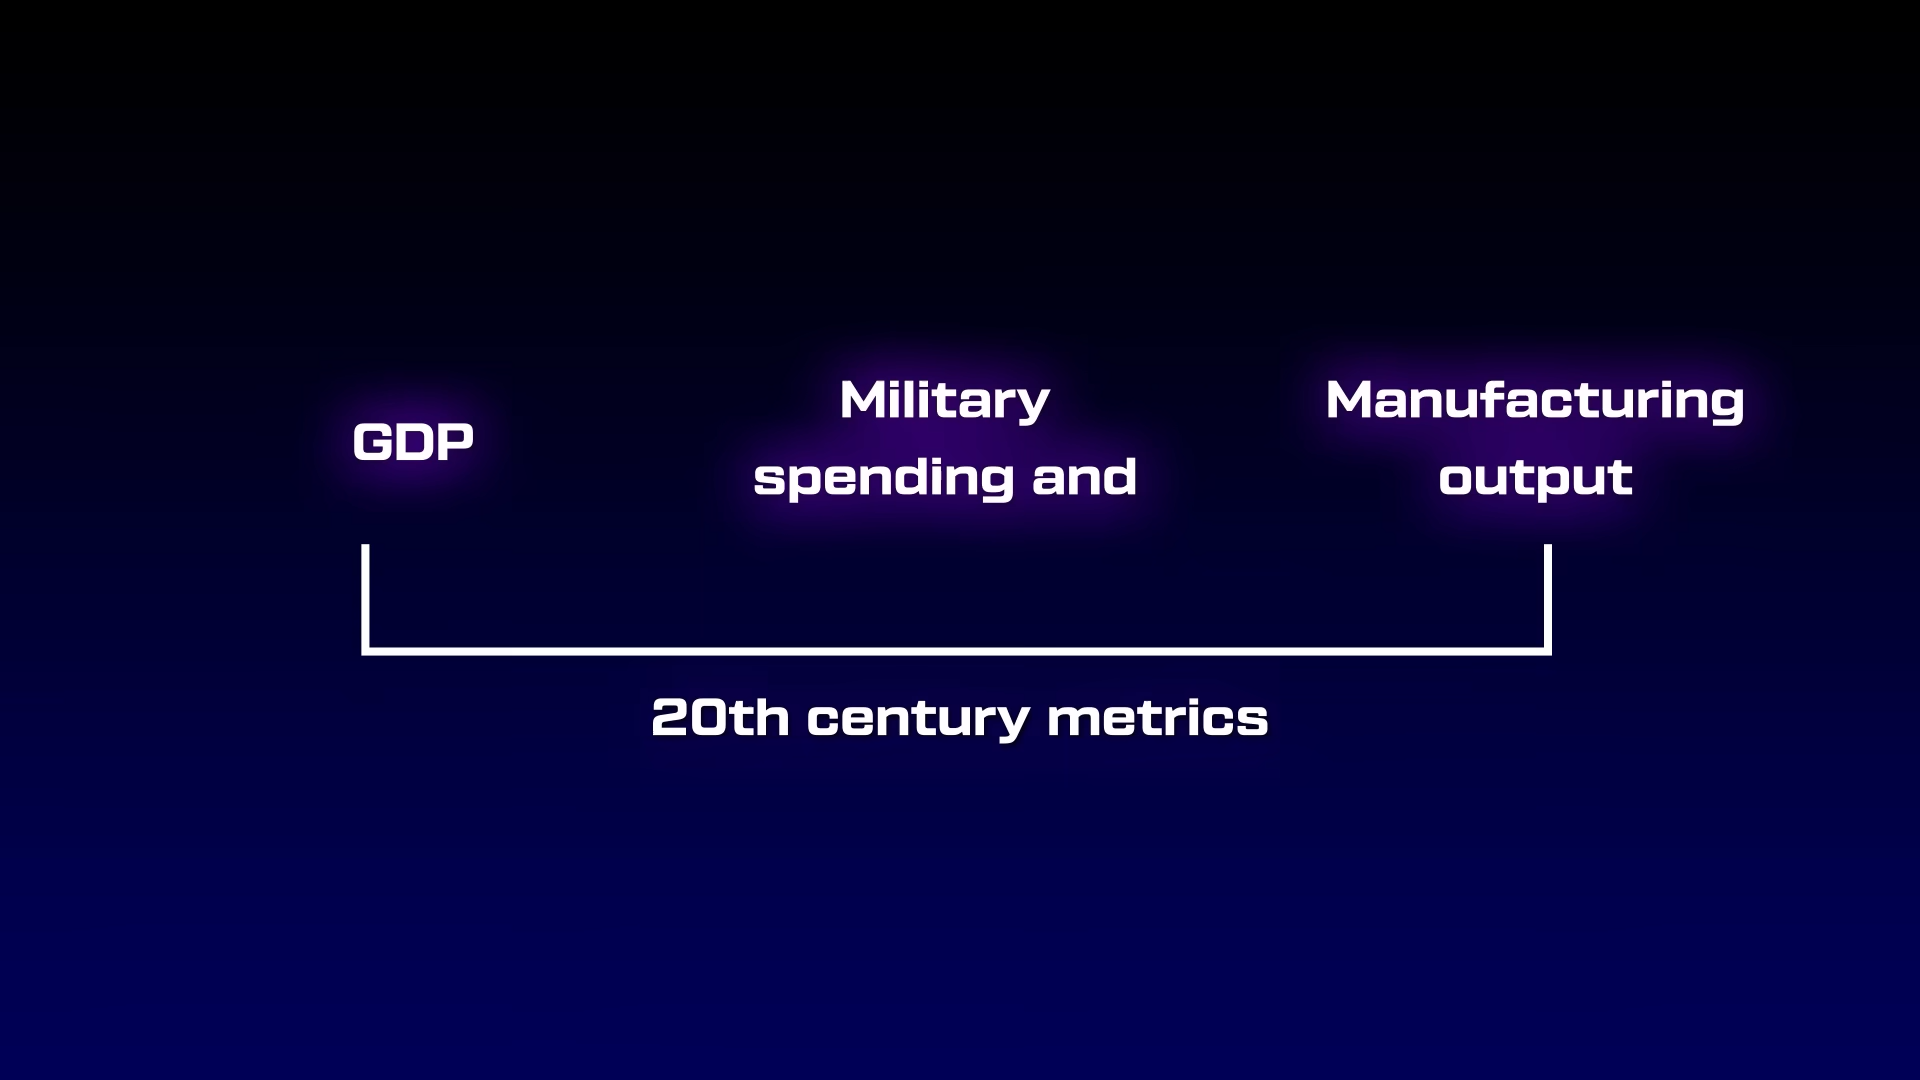 GDP
Military
spending and
Manufacturing
output
20th century metrics